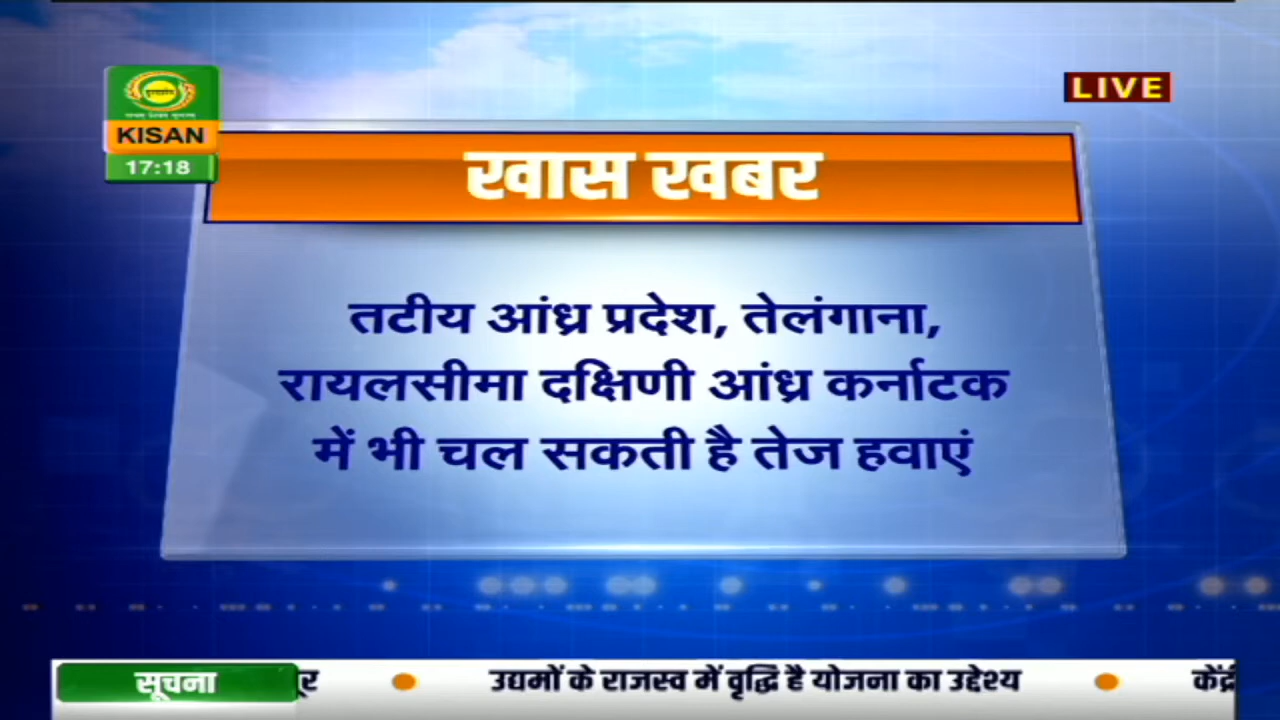 LIVE
KISAN
17:18
खास खबर
तटीय आंध्र प्रदेश, तेलंगाना,
रायलसीमा दक्षिणी आंध्र कर्नाटक
में भी चल सकती है तेज हवाएं
सूचना
उद्यमों के राजस्व में वृद्धि है योजना का उद्देश्य